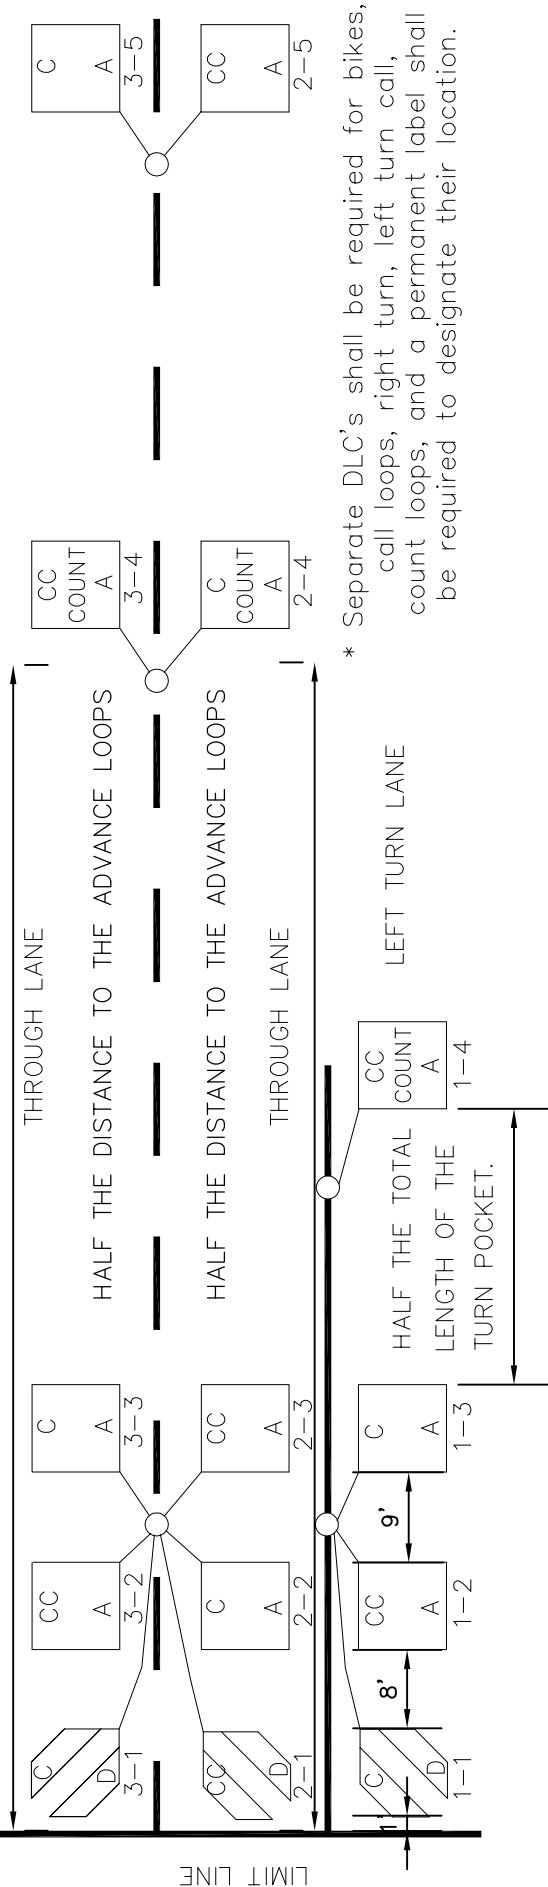 THROUGH LANE
C
D
3-1
CC
A
3-2
C
A
3-3
HALF THE DISTANCE TO THE ADVANCE LOOPS
CC
COUNT
A
3-4
C
A
3-5
HALF THE DISTANCE TO THE ADVANCE LOOPS
CC
D
2-1
C
A
2-2
CC
A
2-3
C
COUNT
A
2-4
CC
A
2-5
THROUGH LANE
LIMIT LINE
1'
C
D
1-1
8'
CC
A
1-2
9'
C
A
1-3
HALF THE TOTAL
LENGTH OF THE
TURN POCKET.
CC
COUNT
A
1-4
LEFT TURN LANE
* Separate DLC's shall be required for bikes,
call loops, right turn, left turn call,
count loops, and a permanent label shall
be required to designate their location.